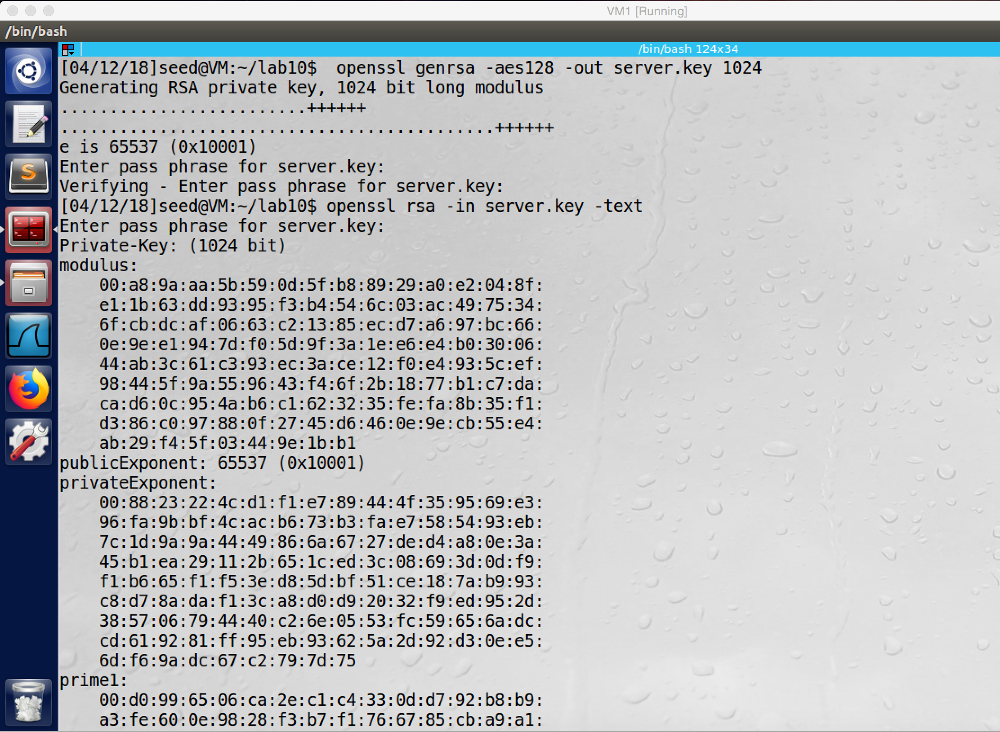 VM1 [Running]
/bin/bash
/bin/bash 124x34
[04/12/18]seed@VM:~/lab10$  openssl genrsa -aes128 -out server.key 1024
Generating RSA private key, 1024 bit long modulus
.........................++++++
............................................++++++
e is 65537 (0x10001)
Enter pass phrase for server.key:
Verifying - Enter pass phrase for server.key:
[04/12/18]seed@VM:~/lab10$ openssl rsa -in server.key -text
Enter pass phrase for server.key:
Private-Key: (1024 bit)
modulus:
    00:a8:9a:aa:5b:59:0d:5f:b8:89:29:a0:e2:04:8f:
    e1:1b:63:dd:93:95:f3:b4:54:6c:03:ac:49:75:34:
    6f:cb:dc:af:06:63:c2:13:85:ec:d7:a6:97:bc:66:
    0e:9e:e1:94:7d:f0:5d:9f:3a:1e:e6:e4:b0:30:06:
    44:ab:3c:61:c3:93:ec:3a:ce:12:f0:e4:93:5c:ef:
    98:44:5f:9a:55:96:43:f4:6f:2b:18:77:b1:c7:da:
    ca:d6:0c:95:4a:b6:c1:62:32:35:fe:fa:8b:35:f1:
    d3:86:c0:97:88:0f:27:45:d6:46:0e:9e:cb:55:e4:
    ab:29:f4:5f:03:44:9e:1b:b1
publicExponent: 65537 (0x10001)
privateExponent:
    00:88:23:22:4c:d1:f1:e7:89:44:4f:35:95:69:e3:
    96:fa:9b:bf:4c:ac:b6:73:b3:fa:e7:58:54:93:eb:
    7c:1d:9a:9a:44:49:86:6a:67:27:de:d4:a8:0e:3a:
    45:b1:ea:29:11:2b:65:1c:ed:3c:08:69:3d:0d:f9:
    f1:b6:65:f1:f5:3e:d8:5d:bf:51:ce:18:7a:b9:93:
    c8:d7:8a:da:f1:3c:a8:d0:d9:20:32:f9:ed:95:2d:
    38:57:06:79:44:40:c2:6e:05:53:fc:59:65:6a:dc:
    cd:61:92:81:ff:95:eb:93:62:5a:2d:92:d3:0e:e5:
    6d:f6:9a:dc:67:c2:79:7d:75
prime1:
    00:d0:99:65:06:ca:2e:c1:c4:33:0d:d7:92:b8:b9:
    a3:fe:60:0e:98:28:f3:b7:f1:76:67:85:cb:a9:a1: